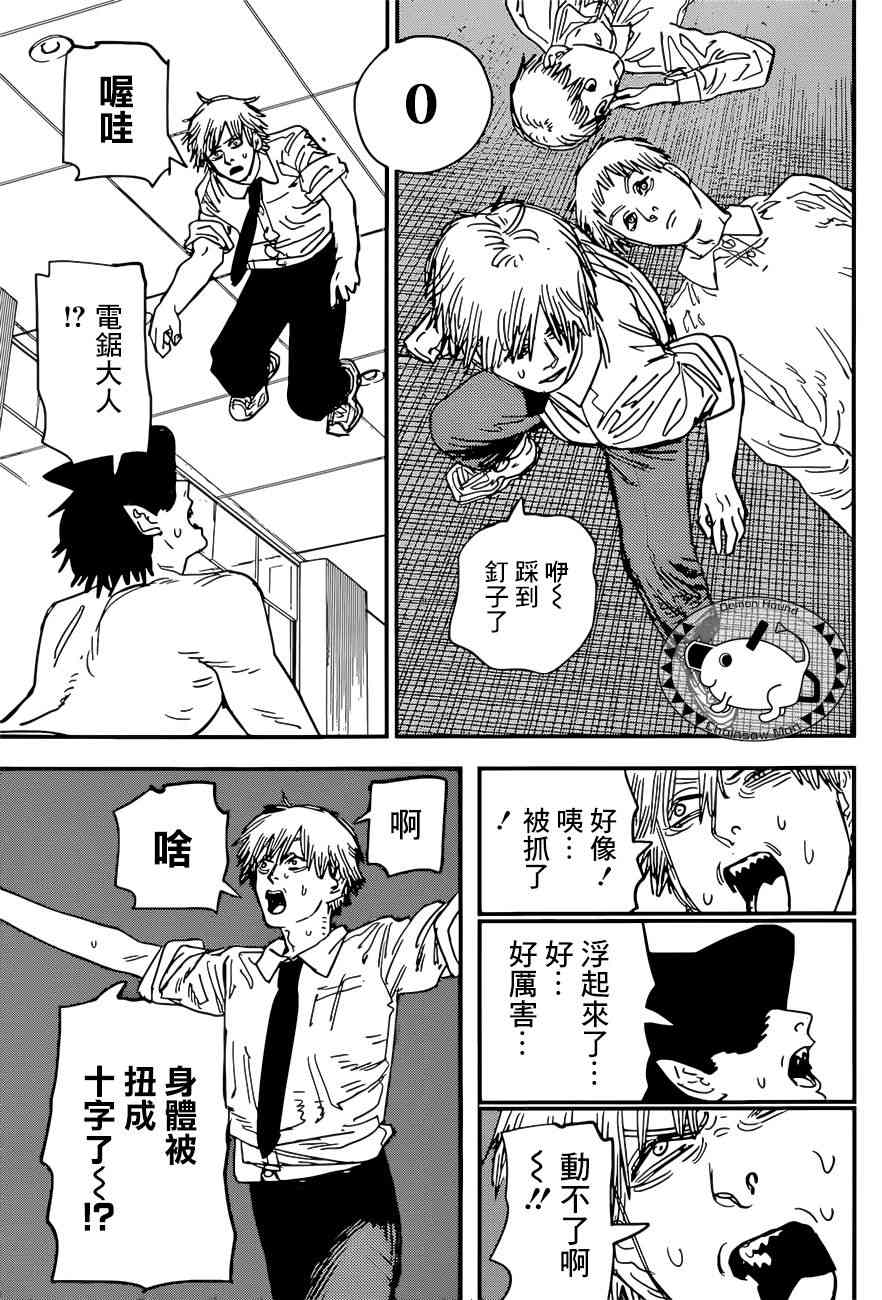 0
咿～
踩到
釘子了
喔
哇
電鋸大人
!?
好像！
咦…
被抓了
！
浮起來了…
好…
好厲害…
動不了啊
～!!
啊
啥
身體被
扭成
十字了～!?
Demon Hound
Chainsaw Man